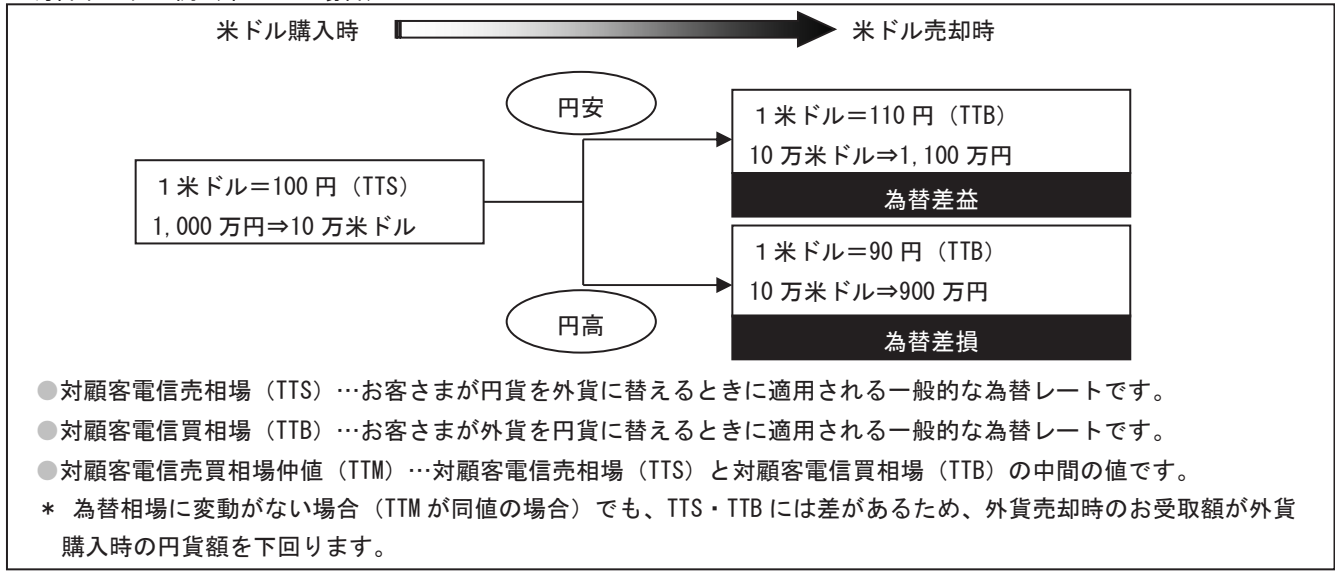 米ドル購入時
米ドル売却時
円安
1米ドル＝110円（TTB）
10万米ドル⇒1,100万円
為替差益
1米ドル＝100円（TTS）
1,000万円⇒10万米ドル
1米ドル＝90円（TTB）
10万米ドル⇒900万円
為替差損
円高
●対顧客電信売相場（TTS）…お客さまが円貨を外貨に替えるときに適用される一般的な為替レートです。
●対顧客電信買相場（TTB）…お客さまが外貨を円貨に替えるときに適用される一般的な為替レートです。
●対顧客電信売買相場仲値（TTM）…対顧客電信売相場（TTS）と対顧客電信買相場（TTB）の中間の値です。
* 為替相場に変動がない場合（TTMが同値の場合）でも、TTS・TTBには差があるため、外貨売却時のお受取額が外貨
購入時の円貨額を下回ります。